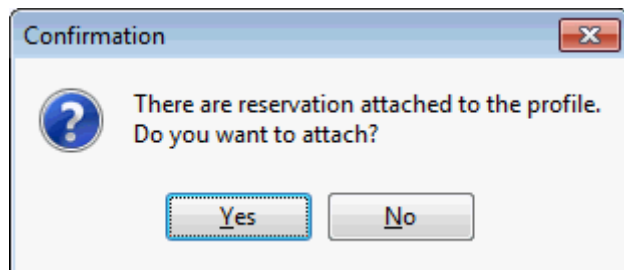 Confirmation
There are reservation attached to the profile.
Do you want to attach?
Yes
No